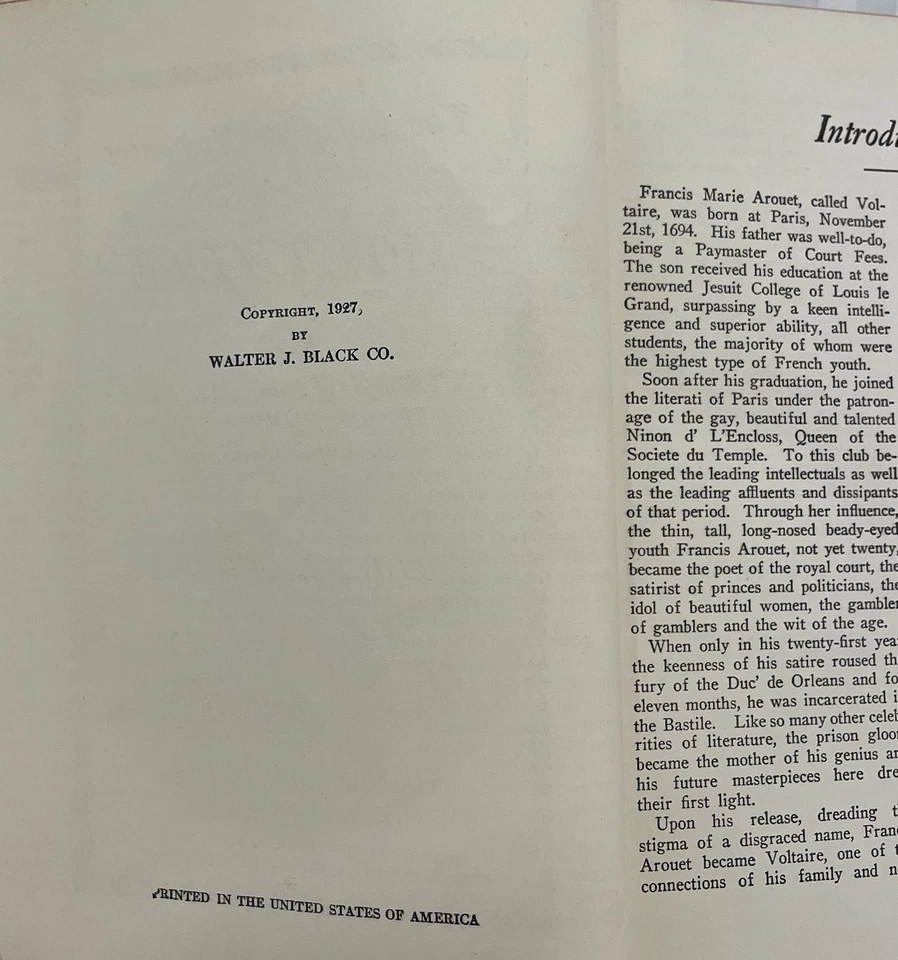 COPYRIGHT, 1927,
BY
WALTER J. BLACK CO.
PRINTED IN THE UNITED STATES OF AMERICA
Francis Marie Arouet, called Vol-
taire, was born at Paris, November
21st, 1694. His father was well-to-do,
being a Paymaster of Court Fees.
The son received his education at the
renowned Jesuit College of Louis le
Grand, surpassing by a keen intelli-
gence and superior ability, all other
students, the majority of whom were
the highest type of French youth.
Soon after his graduation, he joined
the literati of Paris under the patron-
age of the gay, beautiful and talented
Ninon d' L'Encloss, Queen of the
Societe du Temple. To this club be-
longed the leading intellectuals as well
as the leading affluents and dissipants
of that period. Through her influence,
the thin, tall, long-nosed beady-eyed
youth Francis Arouet, not yet twenty,
became the poet of the royal court, the
satirist of princes and politicians, the
idol of beautiful women, the gambler
of gamblers and the wit of the age.
When only in his twenty-first
the keenness of his satire roused
fury of the Duc' de Orleans and
eleven months, he was incarcerated
the Bastile. Like so many other
rities of literature, the prison
became the mother of his genius
his future masterpieces here
their first light.
Upon his release, dreading
stigma of a disgraced name,
Arouet became Voltaire, one of
connections of his family and